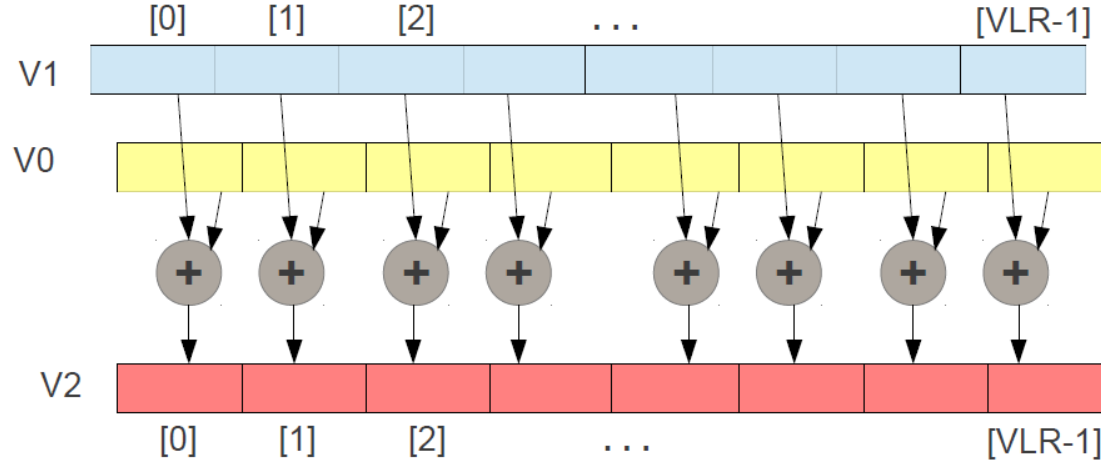 [0] [1] [2] ... [VLR-1]
V1
V0
+ + + + + + + +
V2
[0] [1] [2] ... [VLR-1]